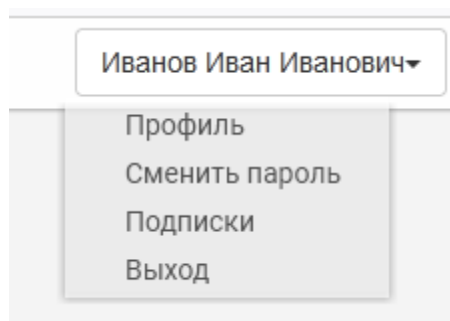 Иванов Иван Иванович
Профиль
Сменить пароль
Подписки
Выход